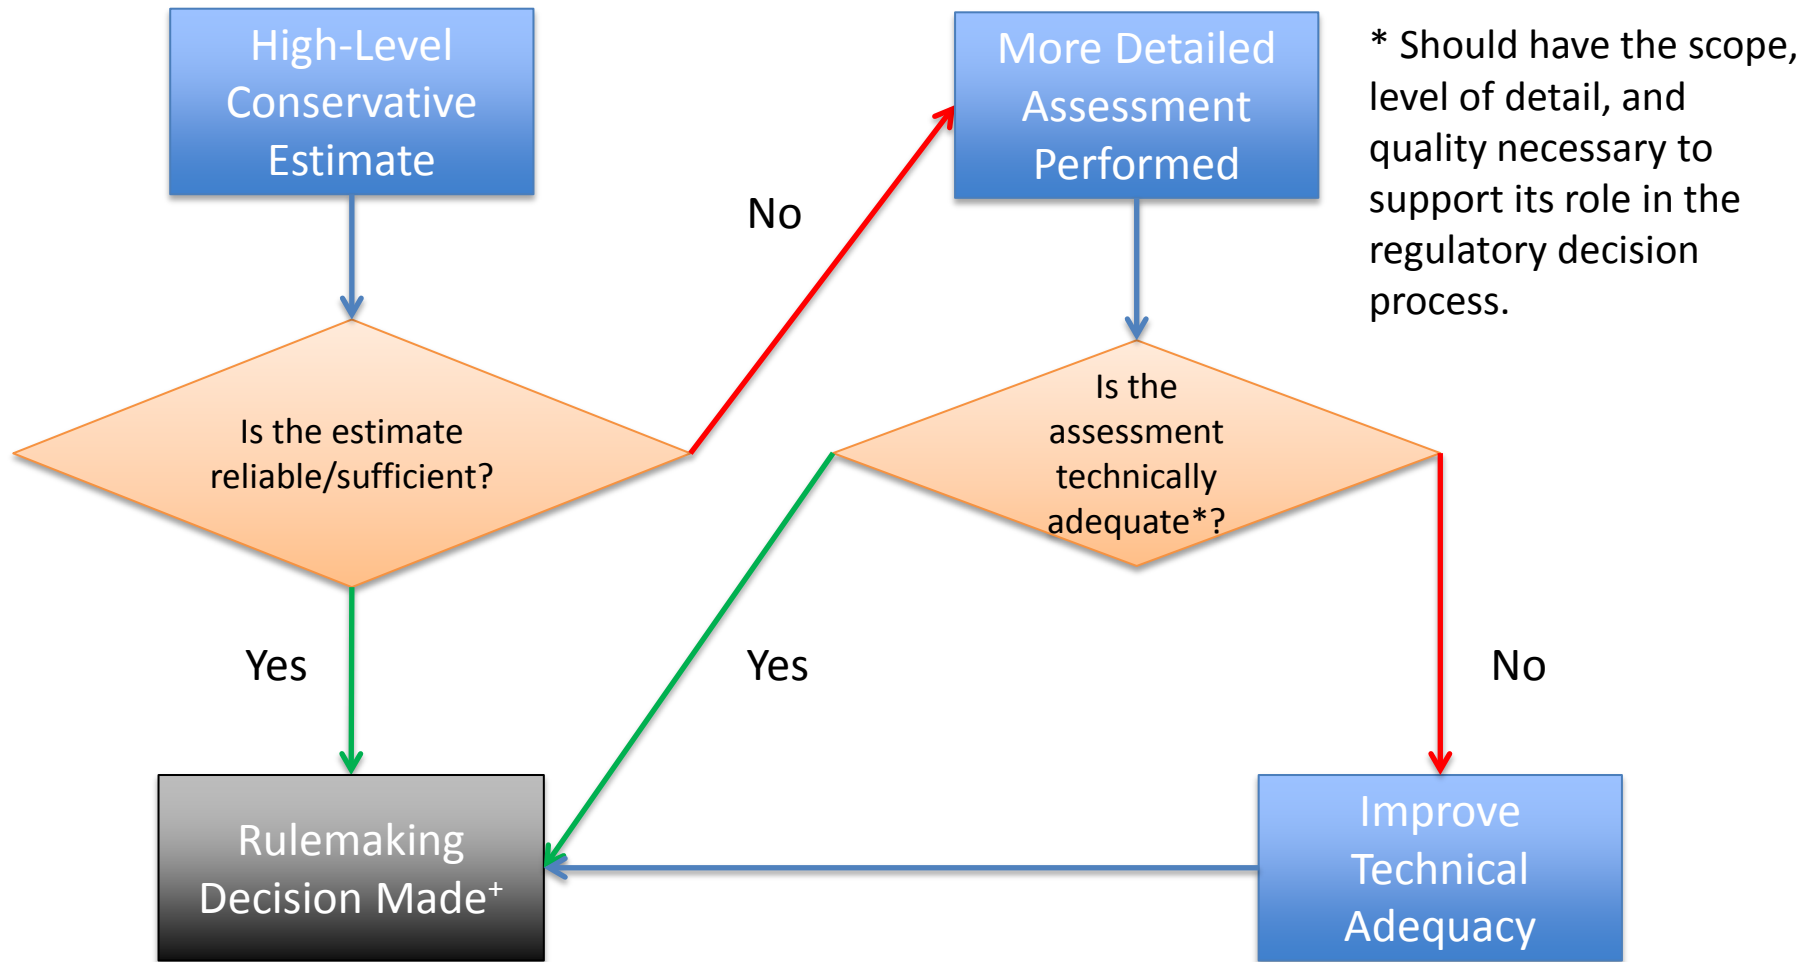 High-Level
Conservative
Estimate
More Detailed
Assessment
Performed
* Should have the scope,
level of detail, and
quality necessary to
support its role in the
regulatory decision
process.
No
Is the estimate
reliable/sufficient?
Is the
assessment
technically
adequate*?
Yes
Yes
No
Rulemaking
Decision Made⁺
Improve
Technical
Adequacy